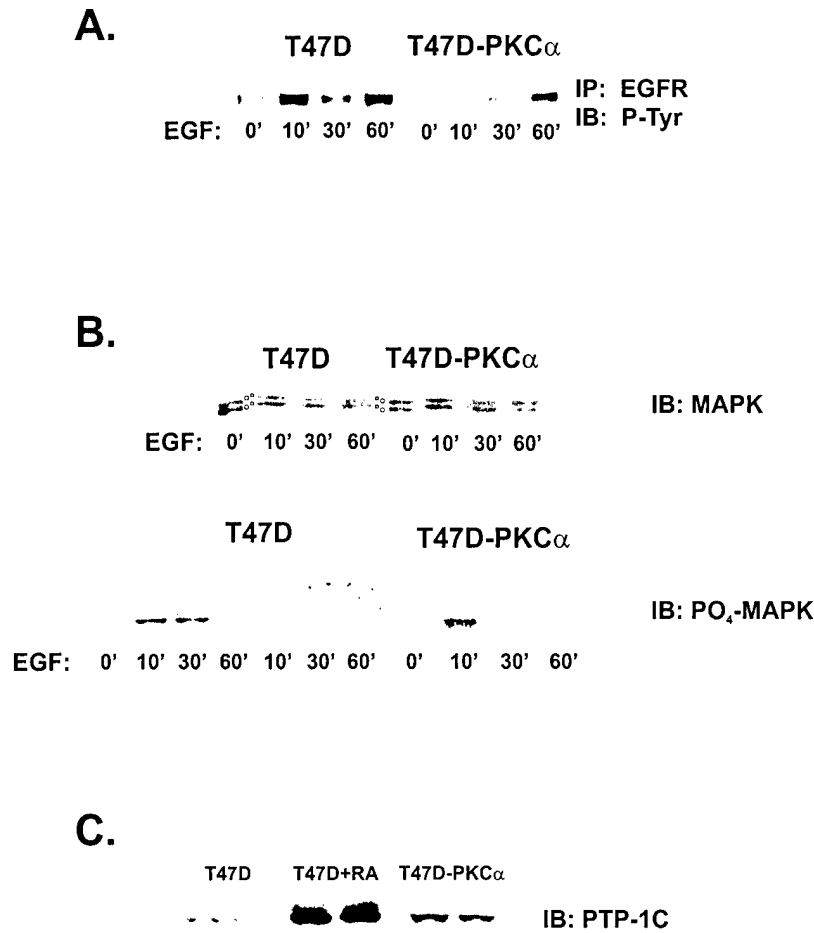 A.
T47D T47D-PKCα
IP: EGFR
IB: P-Tyr
EGF: 0' 10' 30' 60' 0' 10' 30' 60'
B.
T47D T47D-PKCα
IB: MAPK
EGF: 0' 10' 30' 60' 0' 10' 30' 60'
T47D T47D-PKCα
IB: PO₄-MAPK
EGF: 0' 10' 30' 60' 10' 30' 60' 0' 10' 30' 60'
C.
T47D T47D+RA T47D-PKCα
IB: PTP-1C